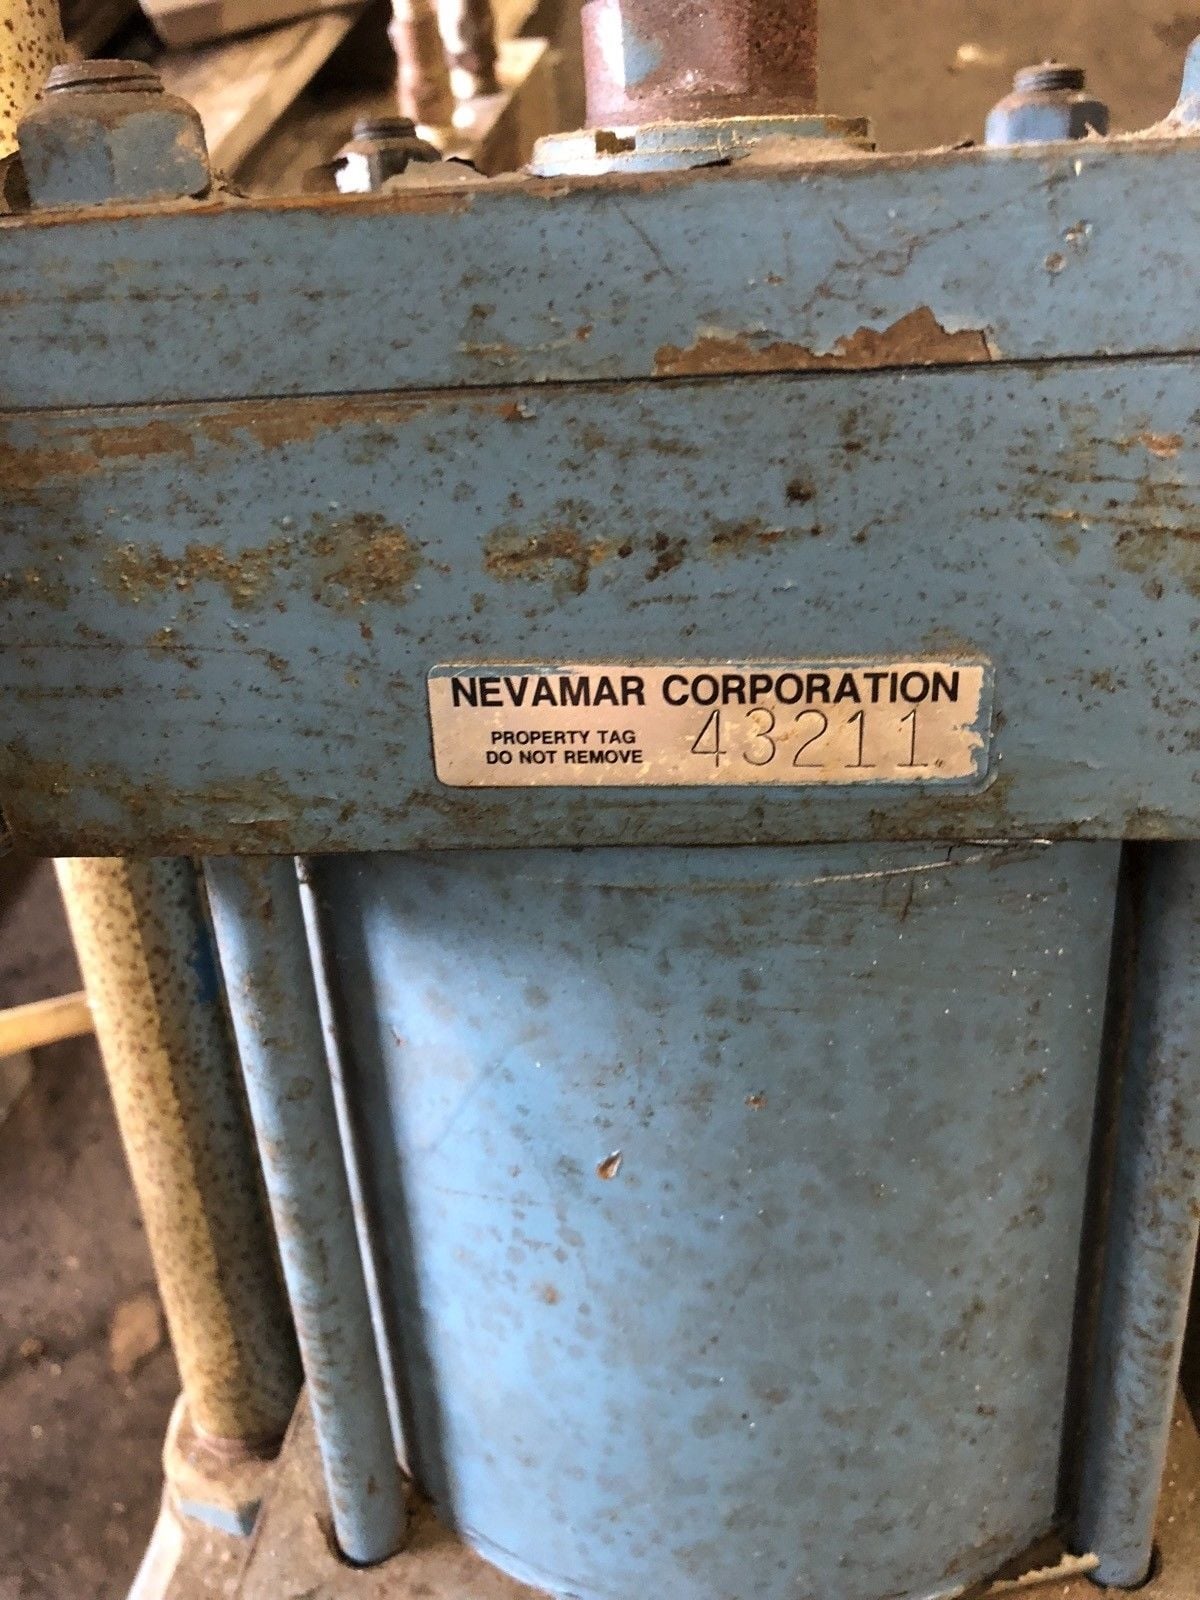 NEVAMAR CORPORATION
PROPERTY TAG
DO NOT REMOVE
43211